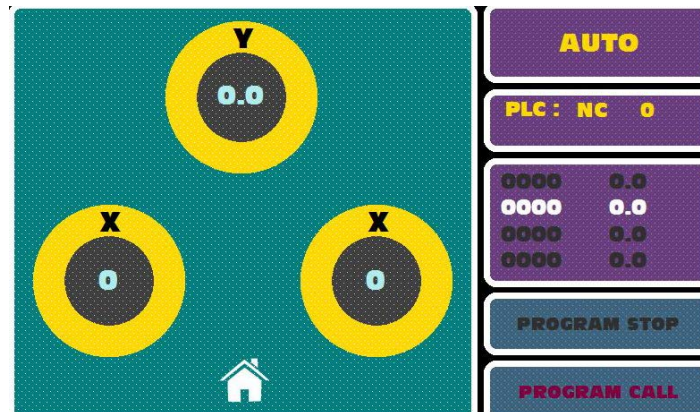 Y
0.0
X
0
X
0
AUTO
PLC : NC 0
0000 0.0
0000 0.0
0000 0.0
0000 0.0
PROGRAM STOP
PROGRAM CALL